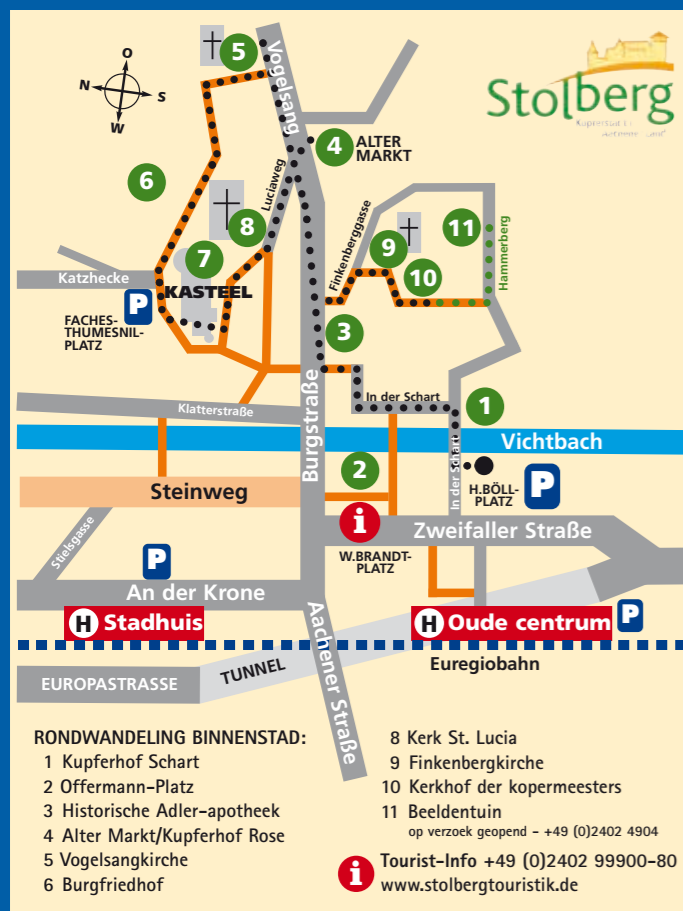 Stolberg
O
N
S
W
5
Vogelsang
4
ALTER
MARKT
6
Luciaweg
8
Finkenberggasse
9
11
10
Hammerberg
7
KASTEEL
Katzhecke
P
FACHES-
THUMESNIL-
PLATZ
3
In der Schart
1
Klatterstraße
Burgstraße
Vichtbach
2
In der Schart
H.BÖLL-
PLATZ
P
Steinweg
i
Zweifaller Straße
W.BRANDT-
PLATZ
Stielsgasse
P
An der Krone
H Stadhuis
H Oude centrum
P
Aachener Straße
Euregiobahn
TUNNEL
EUROPASTRASSE
RONDWANDELING BINNENSTAD:
1 Kupferhof Schart
2 Offermann-Platz
3 Historische Adler-apotheek
4 Alter Markt/Kupferhof Rose
5 Vogelsangkirche
6 Burgfriedhof
8 Kerk St. Lucia
9 Finkenbergkirche
10 Kerkhof der kopermeesters
11 Beeldentuin
op verzoek geopend - +49 (0)2402 4904
i Tourist-Info +49 (0)2402 99900-80
www.stolbergtouristik.de